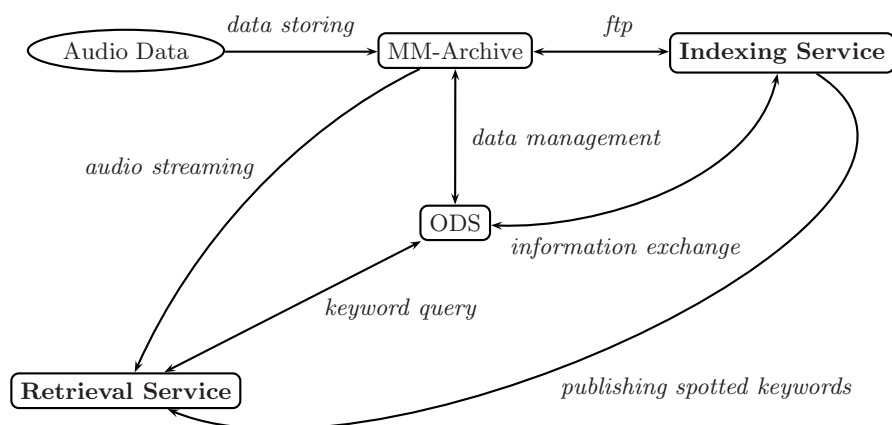 data storing
ftp
Audio Data
MM-Archive
Indexing Service
audio streaming
data management
ODS
information exchange
keyword query
Retrieval Service
publishing spotted keywords